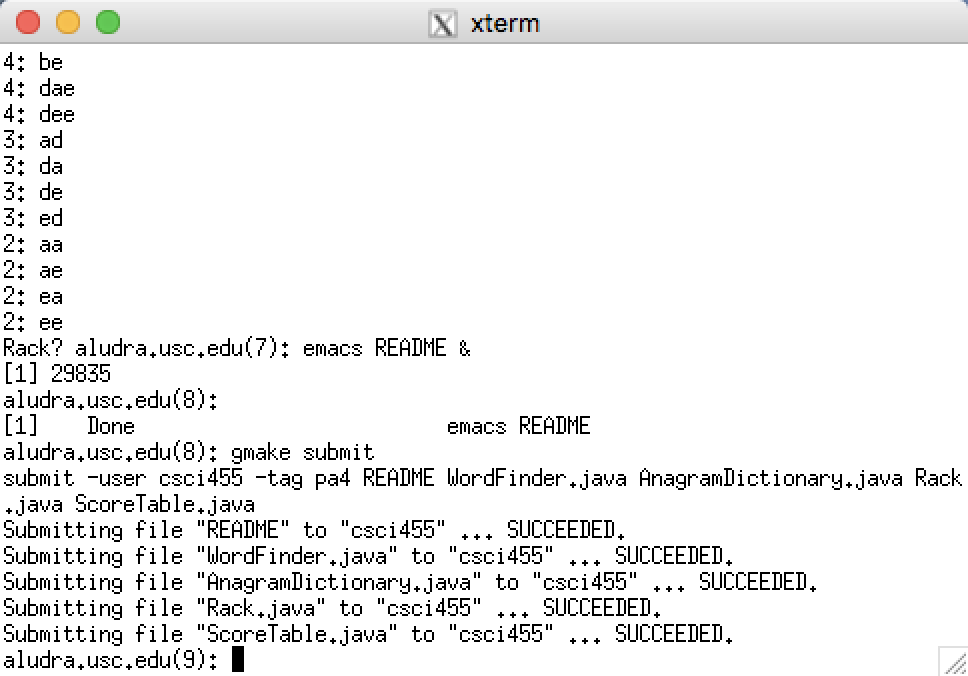 xterm
4: be
4: dae
4: dee
3: ad
3: da
3: de
3: ed
2: aa
2: ae
2: ea
2: ee
Rack? aludra.usc.edu(7): emacs README &
[1] 29835
aludra.usc.edu(8):
[1]    Done                          emacs README
aludra.usc.edu(8): gmake submit
submit -user csci455 -tag pa4 README WordFinder.java AnagramDictionary.java Rack
.java ScoreTable.java
Submitting file "README" to "csci455" ... SUCCEEDED.
Submitting file "WordFinder.java" to "csci455" ... SUCCEEDED.
Submitting file "AnagramDictionary.java" to "csci455" ... SUCCEEDED.
Submitting file "Rack.java" to "csci455" ... SUCCEEDED.
Submitting file "ScoreTable.java" to "csci455" ... SUCCEEDED.
aludra.usc.edu(9):